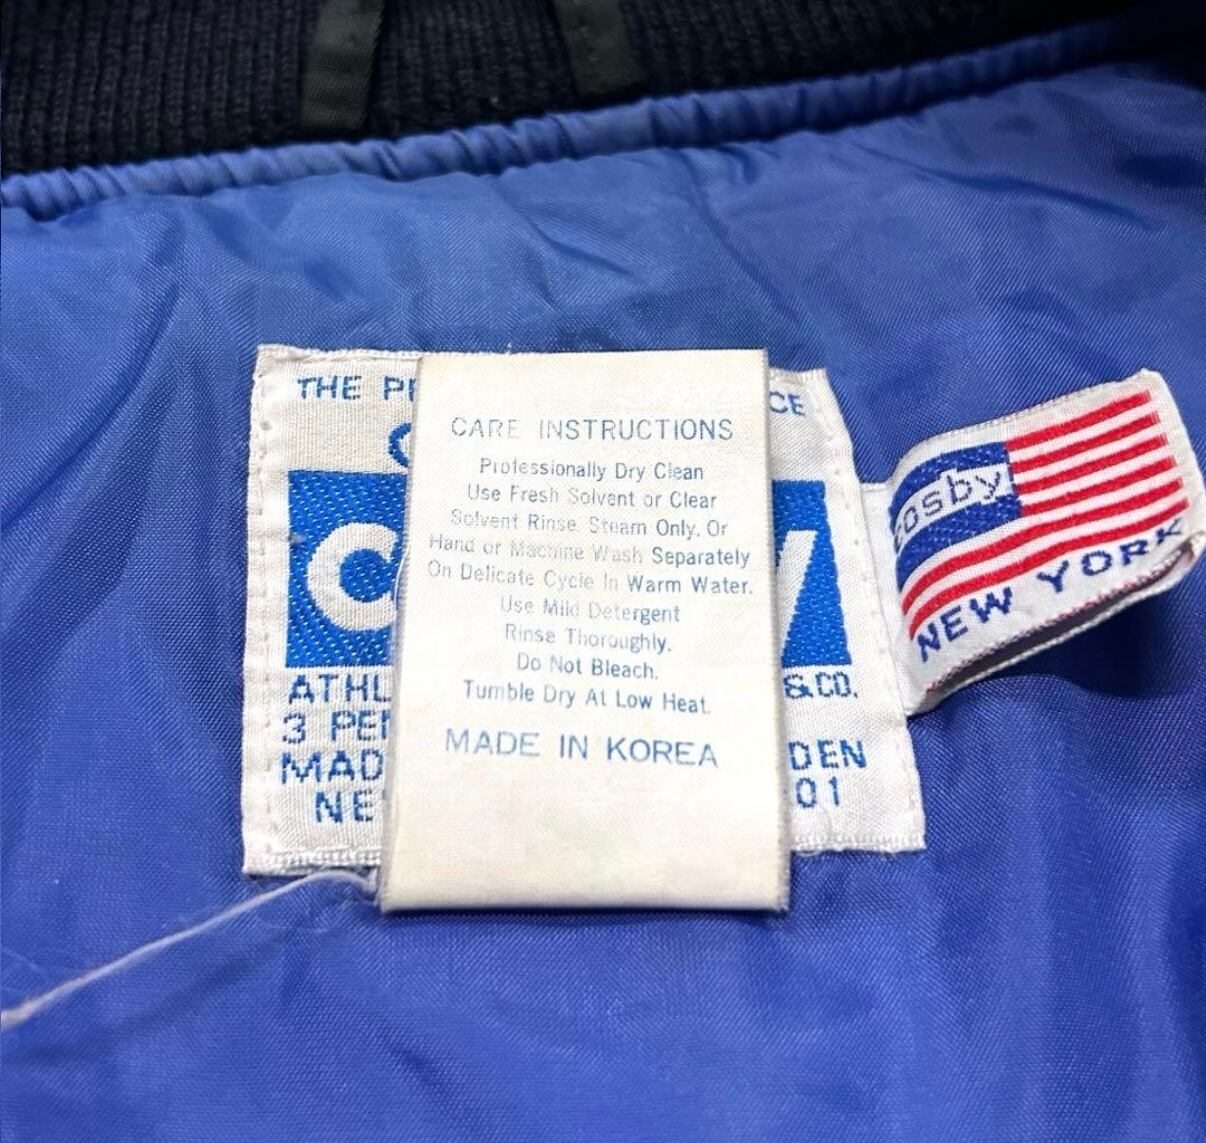 THE P
CE
CARE INSTRUCTIONS
Professionally Dry Clean
Use Fresh Solvent or Clear
Solvent Rinse. Steam Only. Or
Hand or Machine Wash Separately
On Delicate Cycle In Warm Water.
Use Mild Detergent
Rinse Thoroughly.
Do Not Bleach.
Tumble Dry At Low Heat.
MADE IN KOREA
C
ATHL
&CO.
3 PE
MAD
DEN
NE
01
cosby
NEW YORK